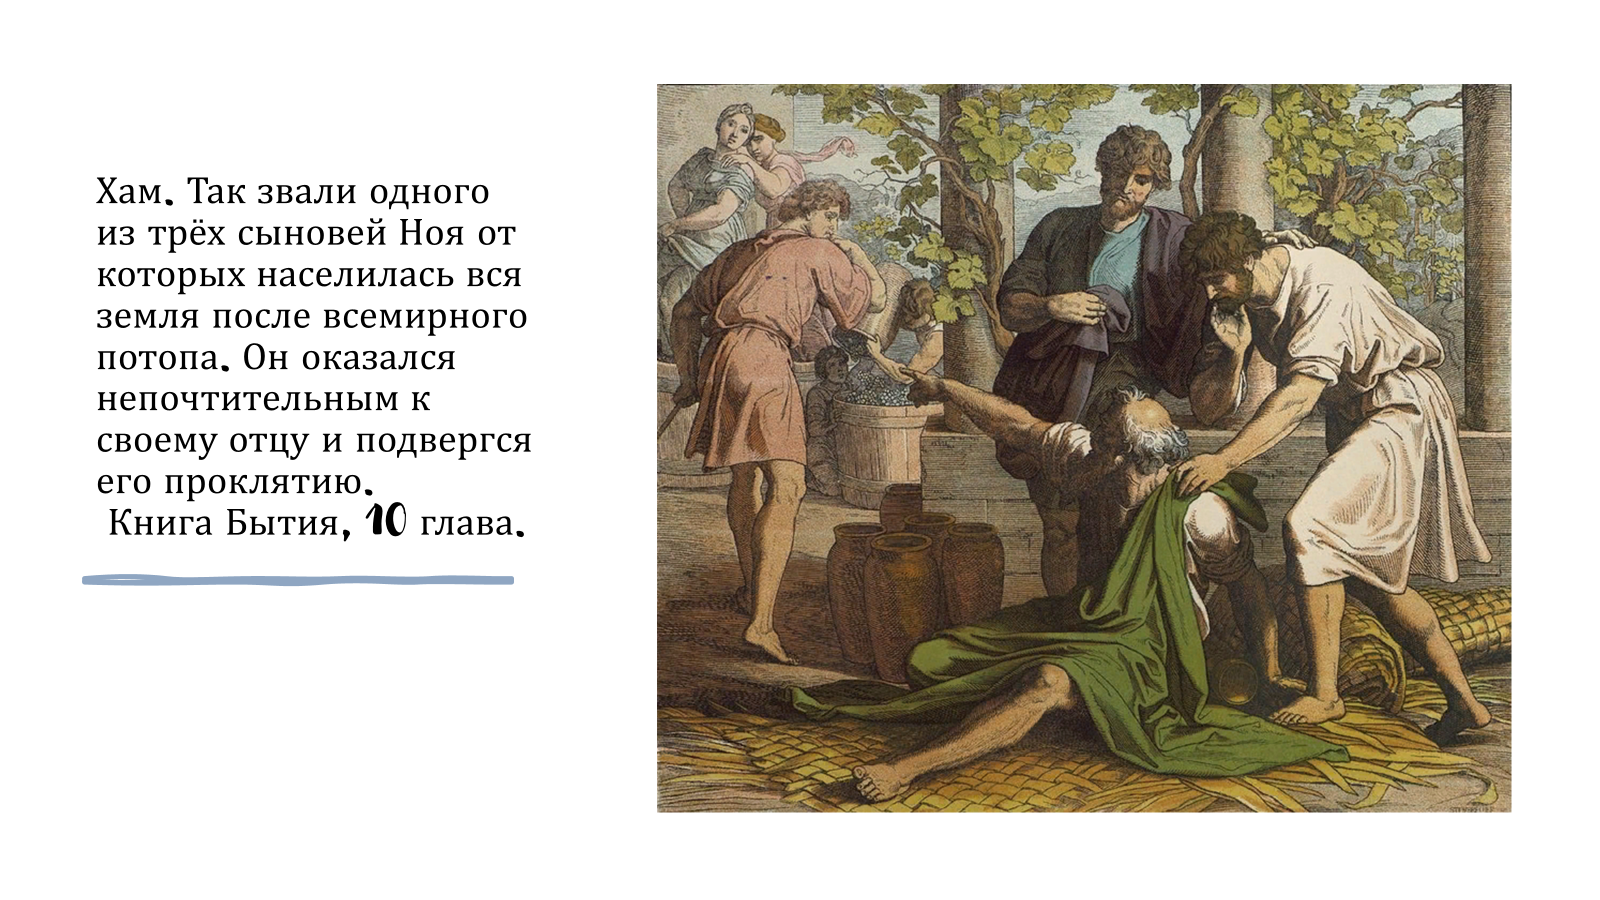 Хам. Так звали одного
из трёх сыновей Ноя от
которых населилась вся
земля после всемирного
потопа. Он оказался
непочтительным к
своему отцу и подвергся
его проклятию.
Книга Бытия, 10 глава.